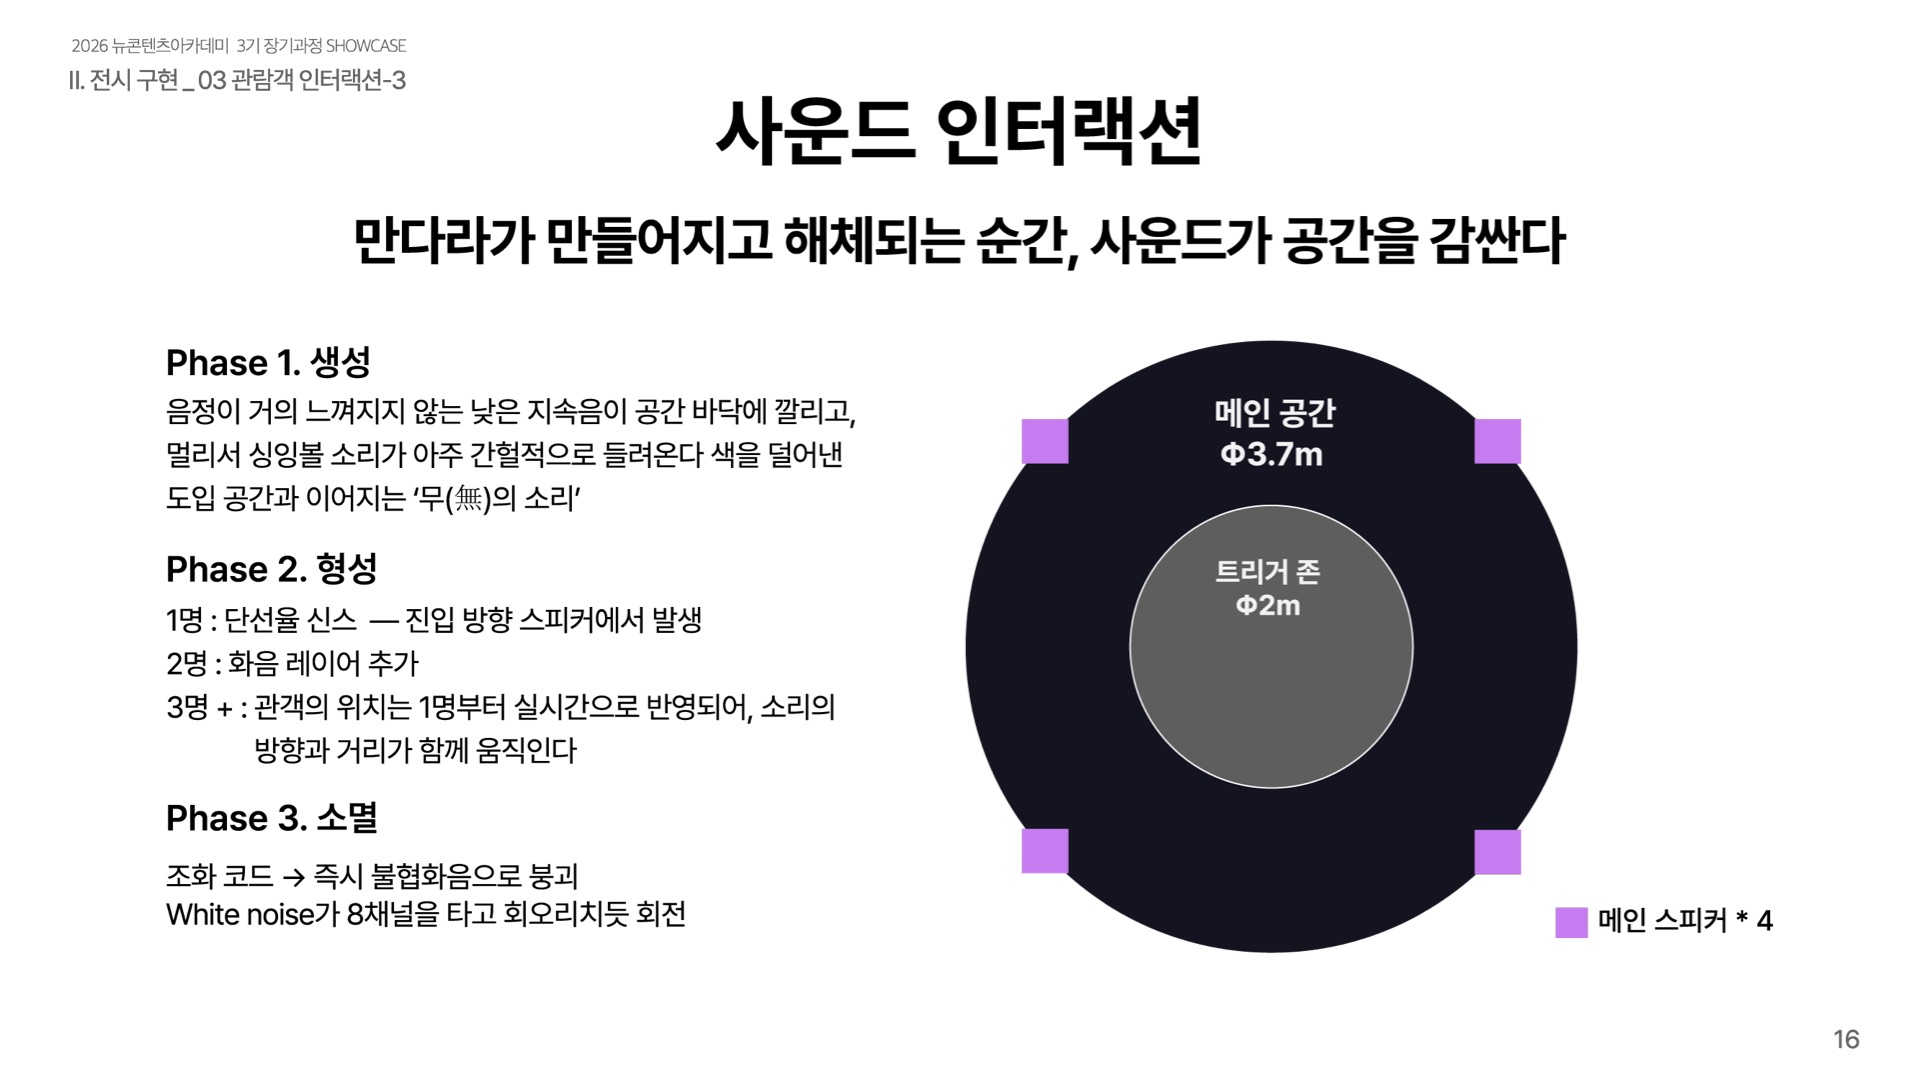 2026 뉴콘텐츠아카데미 3기 장기과정 SHOWCASE
II. 전시 구현 _ 03 관람객 인터랙션-3
사운드 인터랙션
만다라가 만들어지고 해체되는 순간, 사운드가 공간을 감싼다
Phase 1. 생성
음정이 거의 느껴지지 않는 낮은 지속음이 공간 바닥에 깔리고,
멀리서 싱잉볼 소리가 아주 간헐적으로 들려온다 색을 덜어낸
도입 공간과 이어지는 ‘무(無)의 소리’
Phase 2. 형성
1명 : 단선율 신스 — 진입 방향 스피커에서 발생
2명 : 화음 레이어 추가
3명 + : 관객의 위치는 1명부터 실시간으로 반영되어, 소리의
방향과 거리가 함께 움직인다
Phase 3. 소멸
조화 코드 → 즉시 불협화음으로 붕괴
White noise가 8채널을 타고 회오리치듯 회전
메인 공간
Φ3.7m
트리거 존
Φ2m
메인 스피커 * 4
16